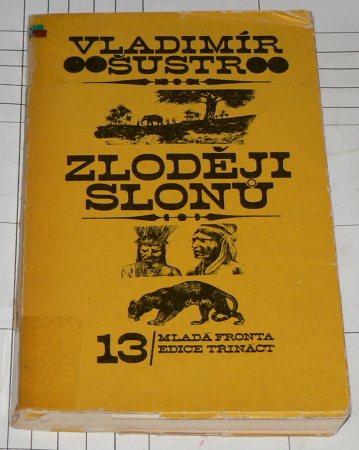 VLADIMÍR
ŠUSTR
ZLODĚJI
SLONŮ
13/MLADÁ FRONTA
EDICE TŘINÁCT